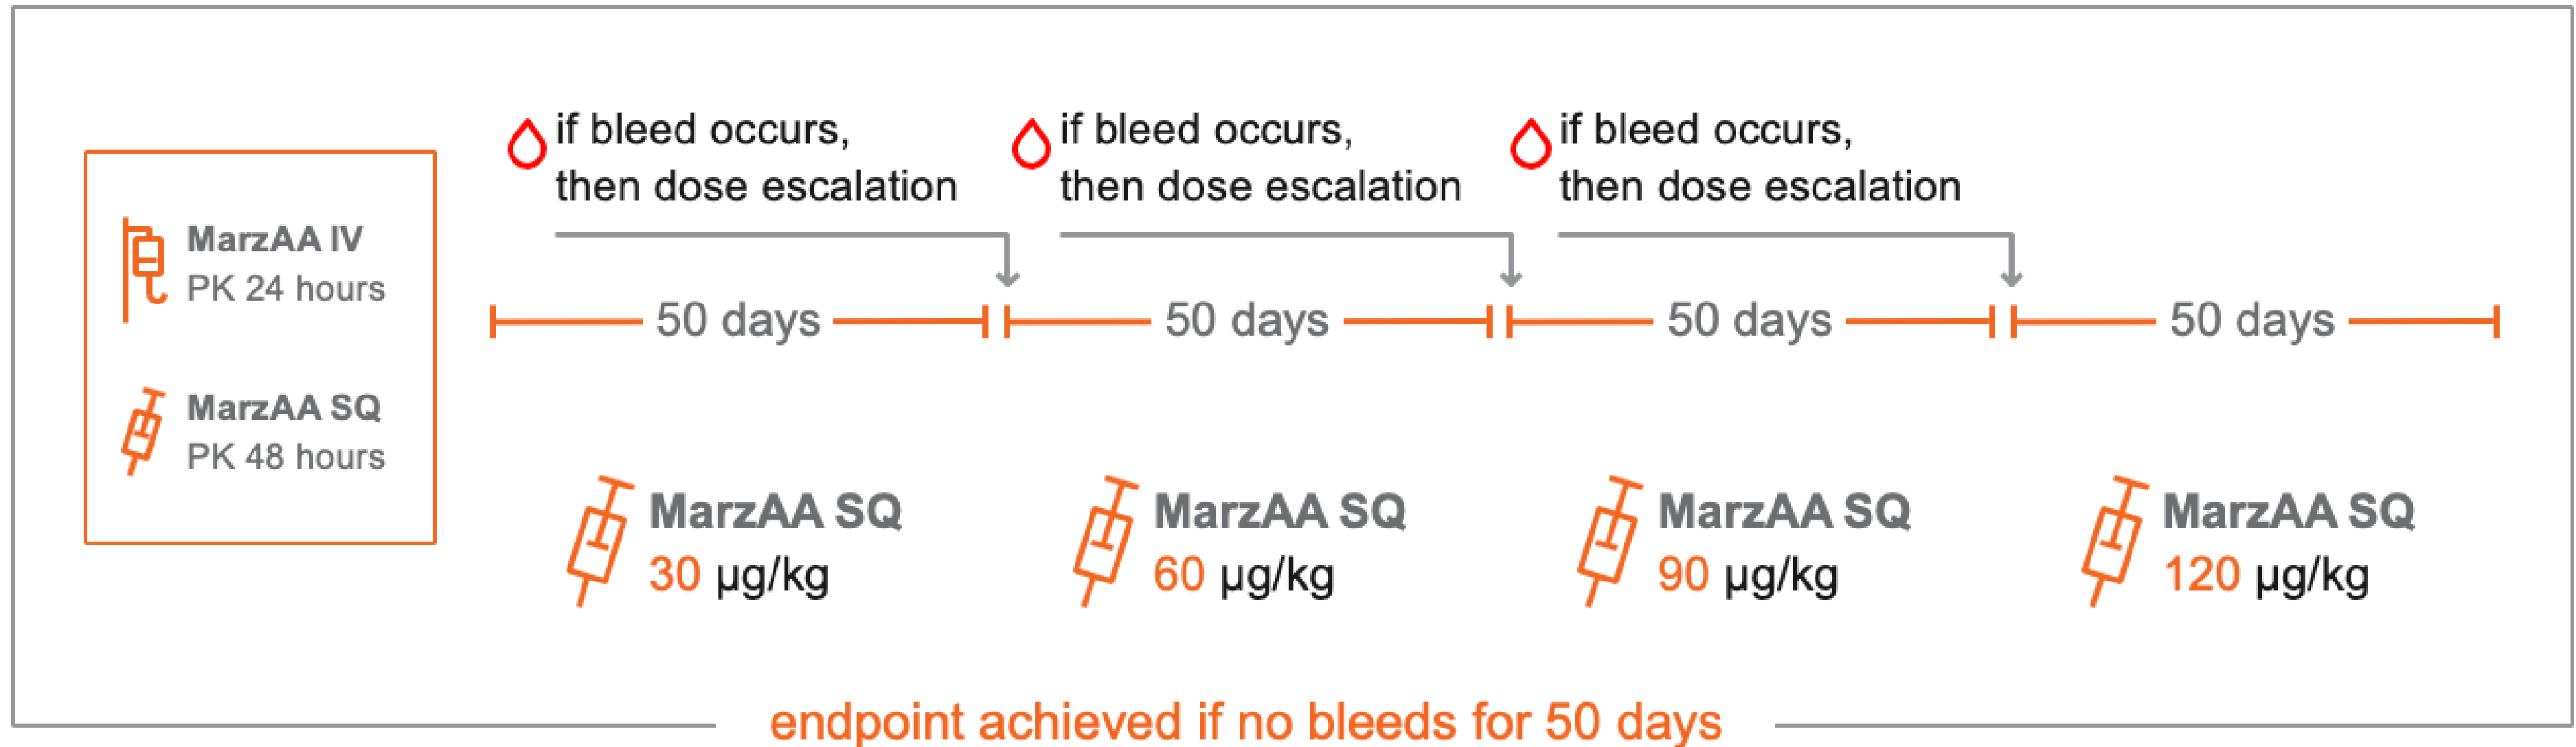 if bleed occurs,
then dose escalation
if bleed occurs,
then dose escalation
if bleed occurs,
then dose escalation
MarzAA IV
PK 24 hours
MarzAA SQ
PK 48 hours
50 days
50 days
50 days
50 days
MarzAA SQ
30 µg/kg
MarzAA SQ
60 µg/kg
MarzAA SQ
90 µg/kg
MarzAA SQ
120 µg/kg
endpoint achieved if no bleeds for 50 days